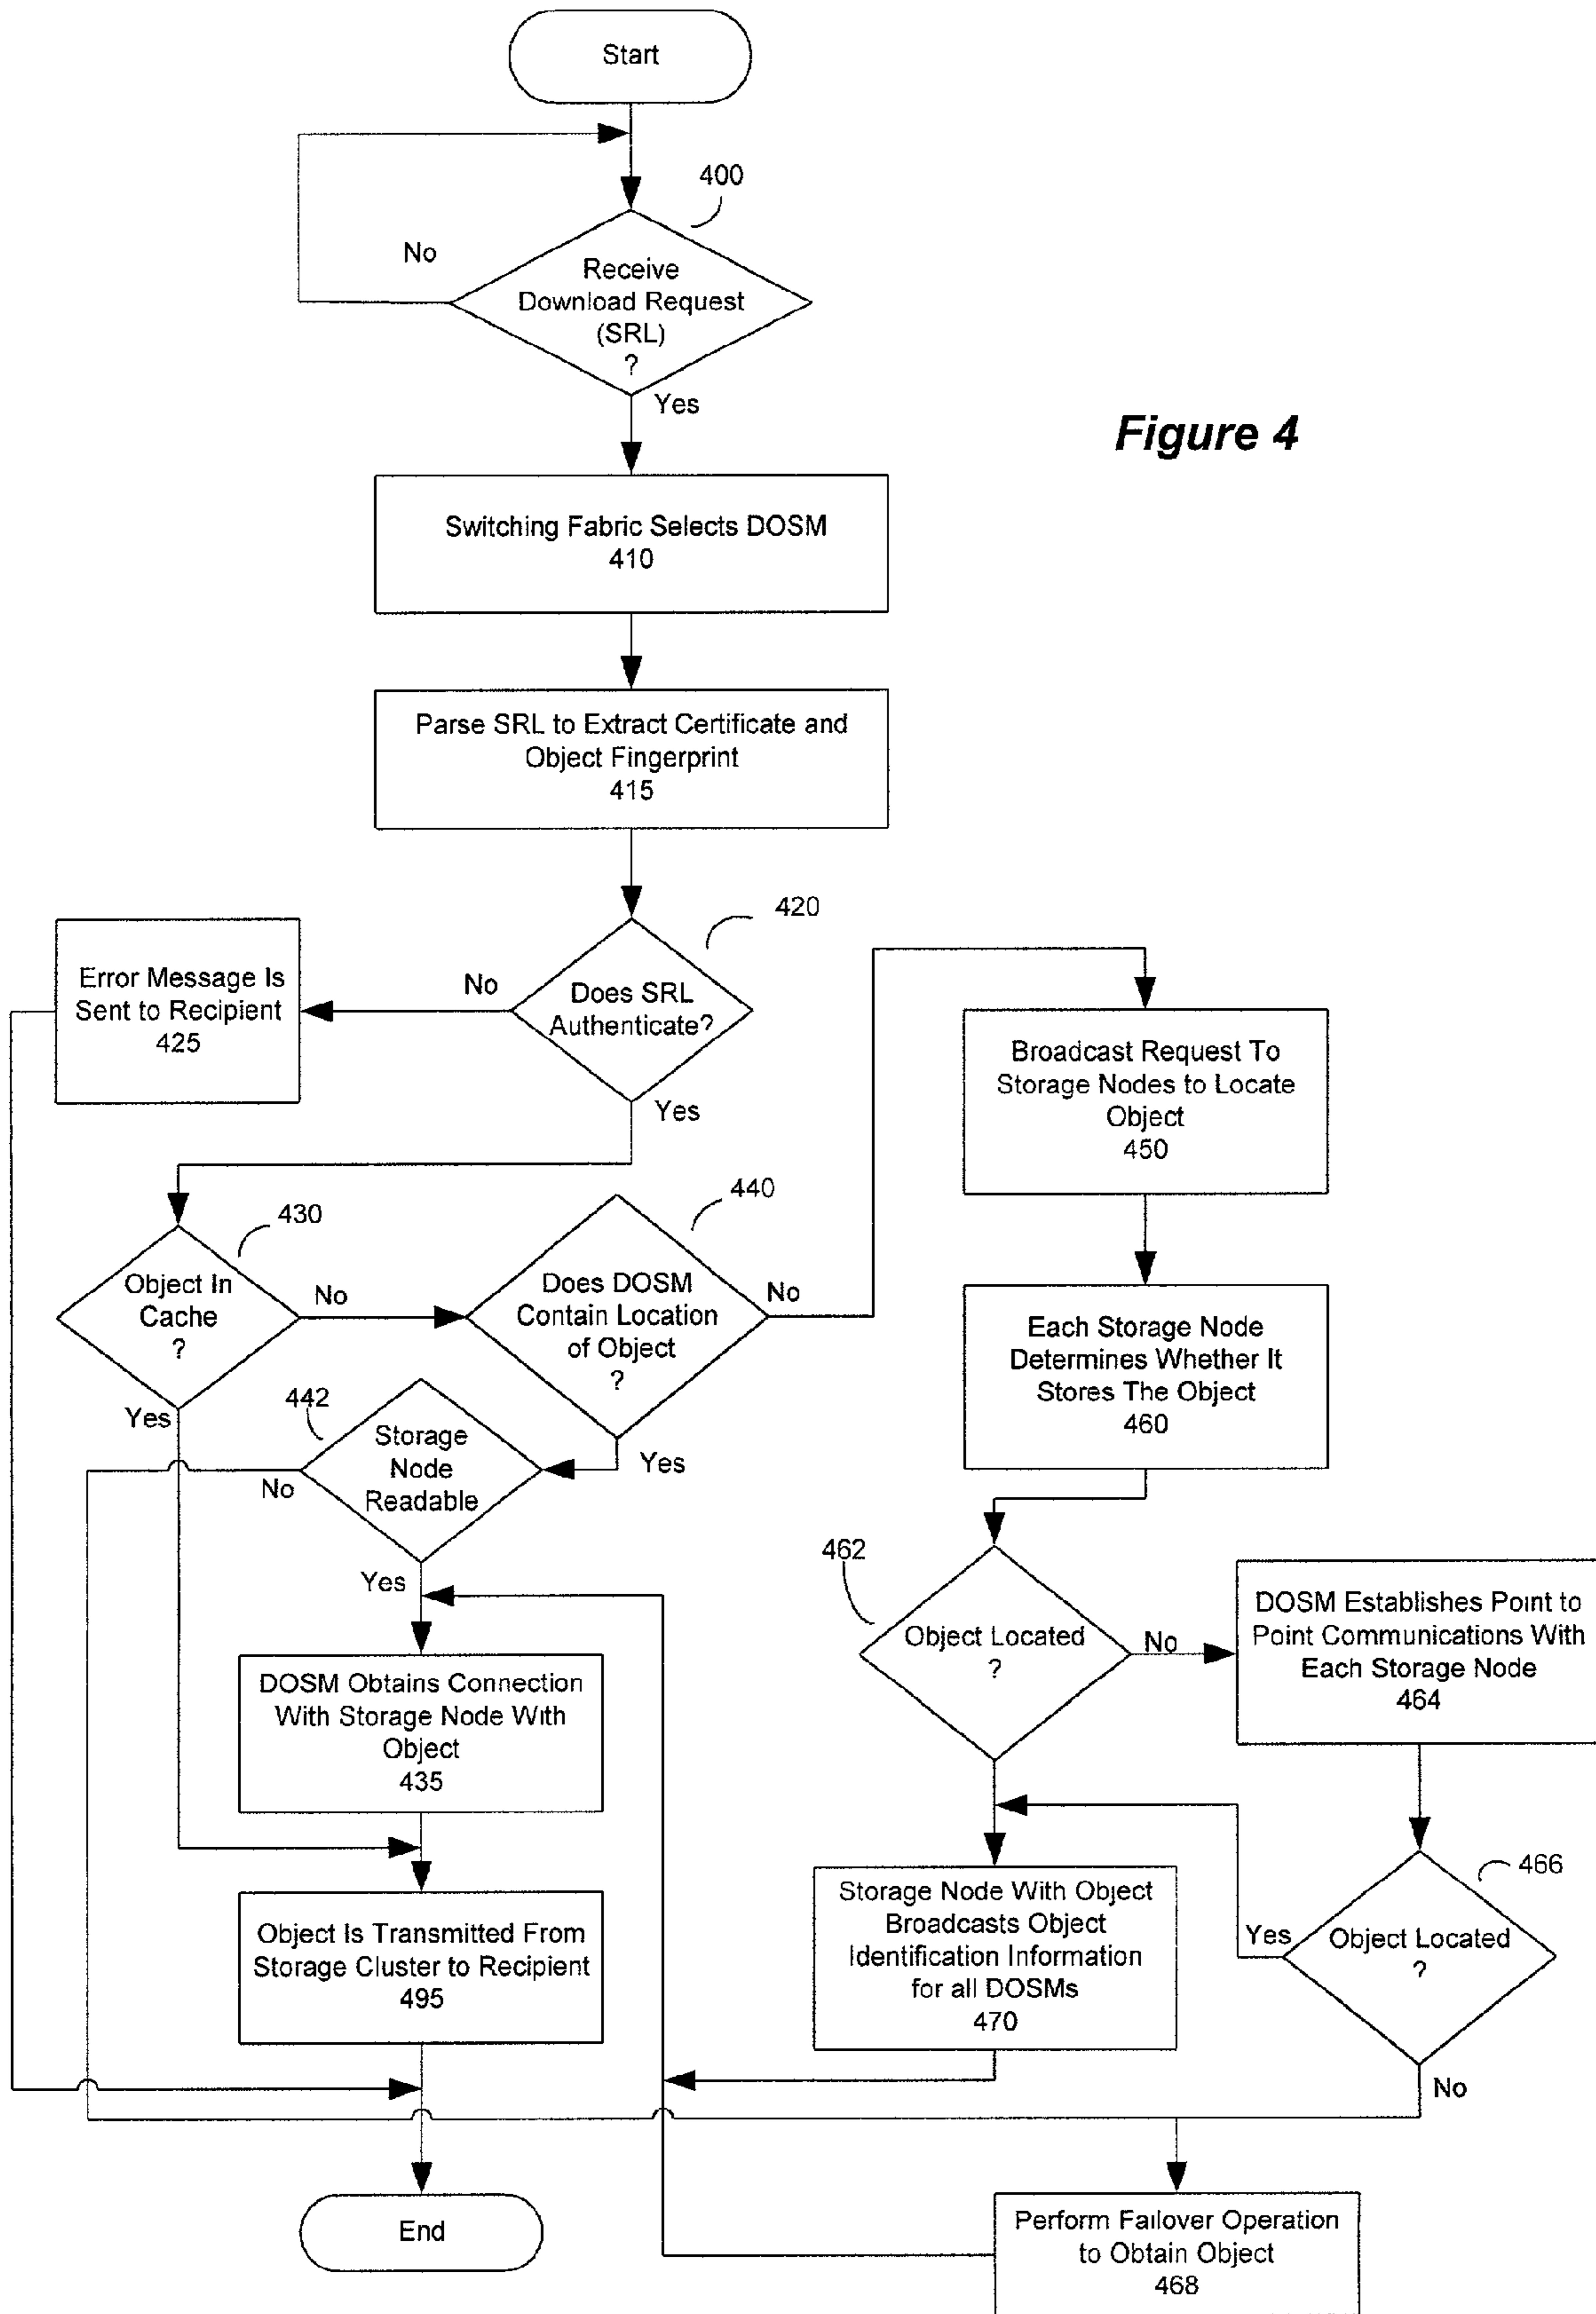 Start
400
No
Receive
Download Request
(SRL)
?
Yes
Figure 4
Switching Fabric Selects DOSM
410
Parse SRL to Extract Certificate and
Object Fingerprint
415
420
Error Message Is
Sent to Recipient
425
No
Does SRL
Authenticate?
Yes
Broadcast Request To
Storage Nodes to Locate
Object
450
430
440
Object In
Cache
?
No
Does DOSM
Contain Location
of Object
?
No
Each Storage Node
Determines Whether It
Stores The Object
460
Yes
442
Storage
Node
Readable
Yes
No
Yes
462
Object Located
?
No
DOSM Establishes Point to
Point Communications With
Each Storage Node
464
DOSM Obtains Connection
With Storage Node With
Object
435
466
Storage Node With Object
Broadcasts Object
Identification Information
for all DOSMs
470
Yes
Object Located
?
Object Is Transmitted From
Storage Cluster to Recipient
495
No
End
Perform Failover Operation
to Obtain Object
468